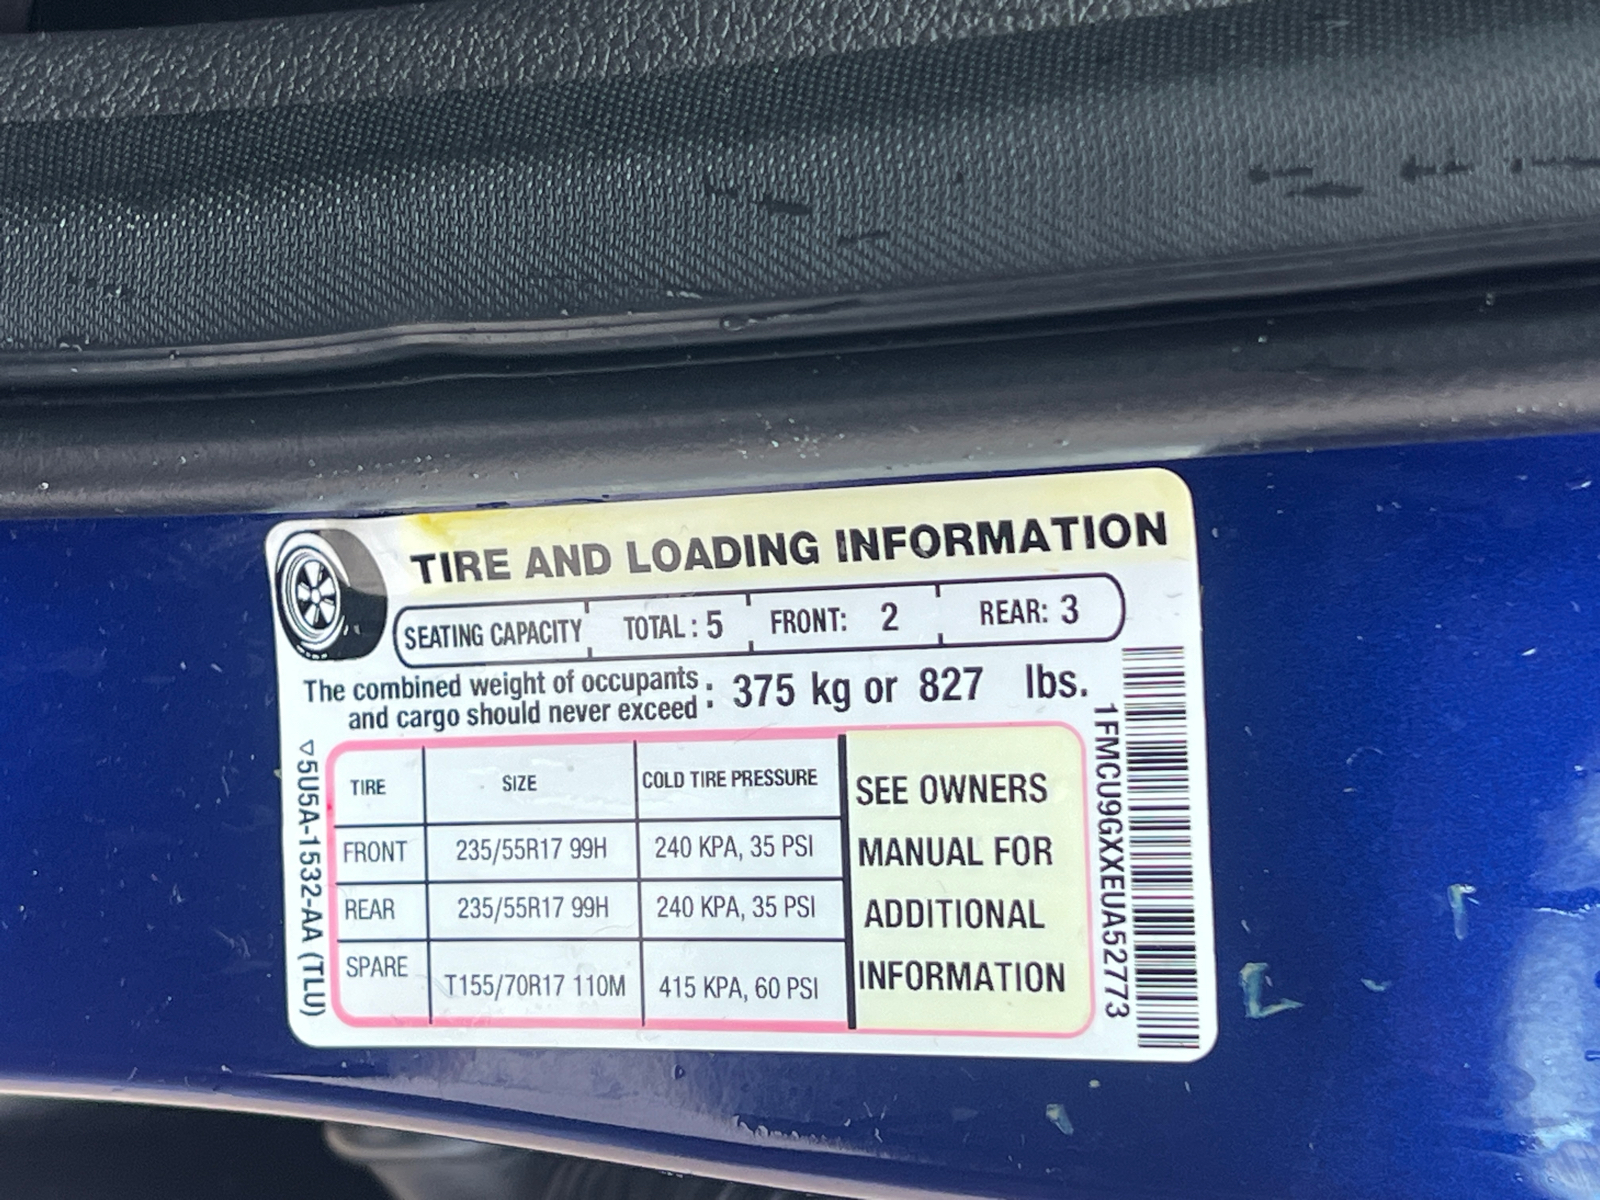 TIRE AND LOADING INFORMATION
SEATING CAPACITY TOTAL: 5 FRONT: 2 REAR: 3
The combined weight of occupants
and cargo should never exceed : 375 kg or 827 lbs.
TIRE SIZE COLD TIRE PRESSURE
FRONT 235/55R17 99H 240 KPA, 35 PSI
REAR 235/55R17 99H 240 KPA, 35 PSI
SPARE T155/70R17 110M 415 KPA, 60 PSI
SEE OWNERS
MANUAL FOR
ADDITIONAL
INFORMATION
▽5U5A-1532-AA (TLU)
1FMCU9GXXEUA52773